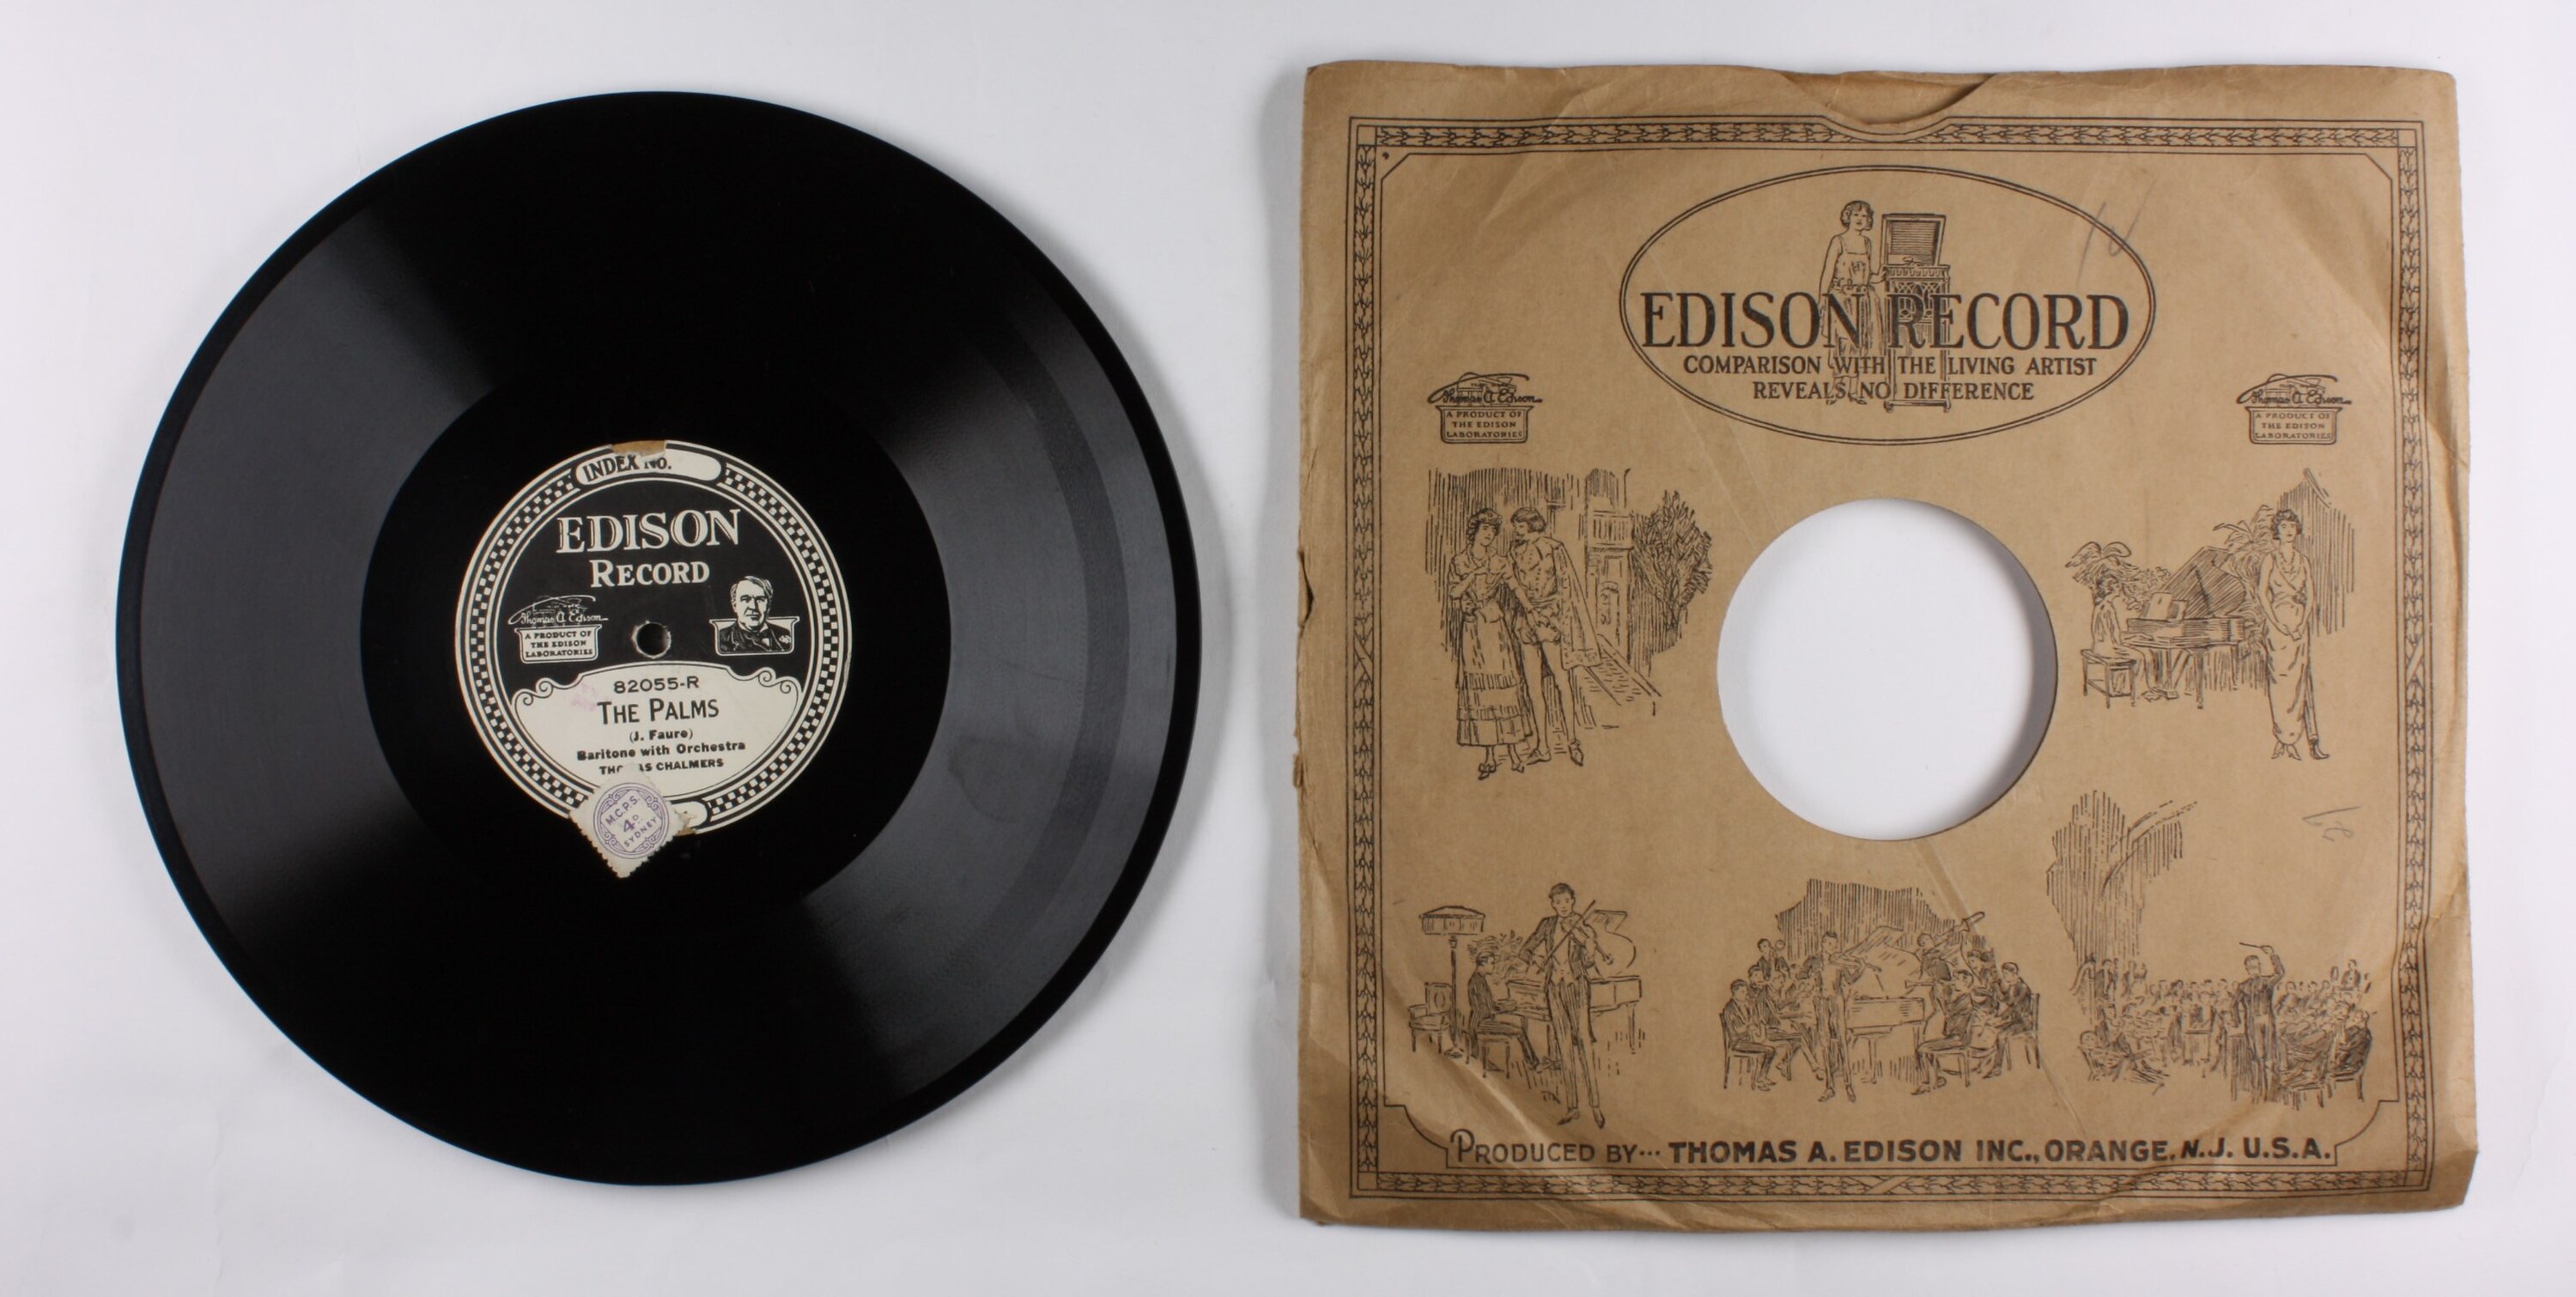 INDEX NO.
EDISON
RECORD
Thomas A Edison
A PRODUCT OF
THE EDISON
LABORATORIES
82055-R
THE PALMS
(J. Faure)
Baritone with Orchestra
CHALMERS
M.C.P.S.
4D
SYDNEY
EDISON RECORD
COMPARISON WITH THE LIVING ARTIST
REVEALS NO DIFFERENCE
Thomas A Edison
A PRODUCT OF
THE EDISON
LABORATORIES
Thomas A Edison
A PRODUCT OF
THE EDISON
LABORATORIES
PRODUCED BY... THOMAS A. EDISON INC., ORANGE, N.J. U.S.A.